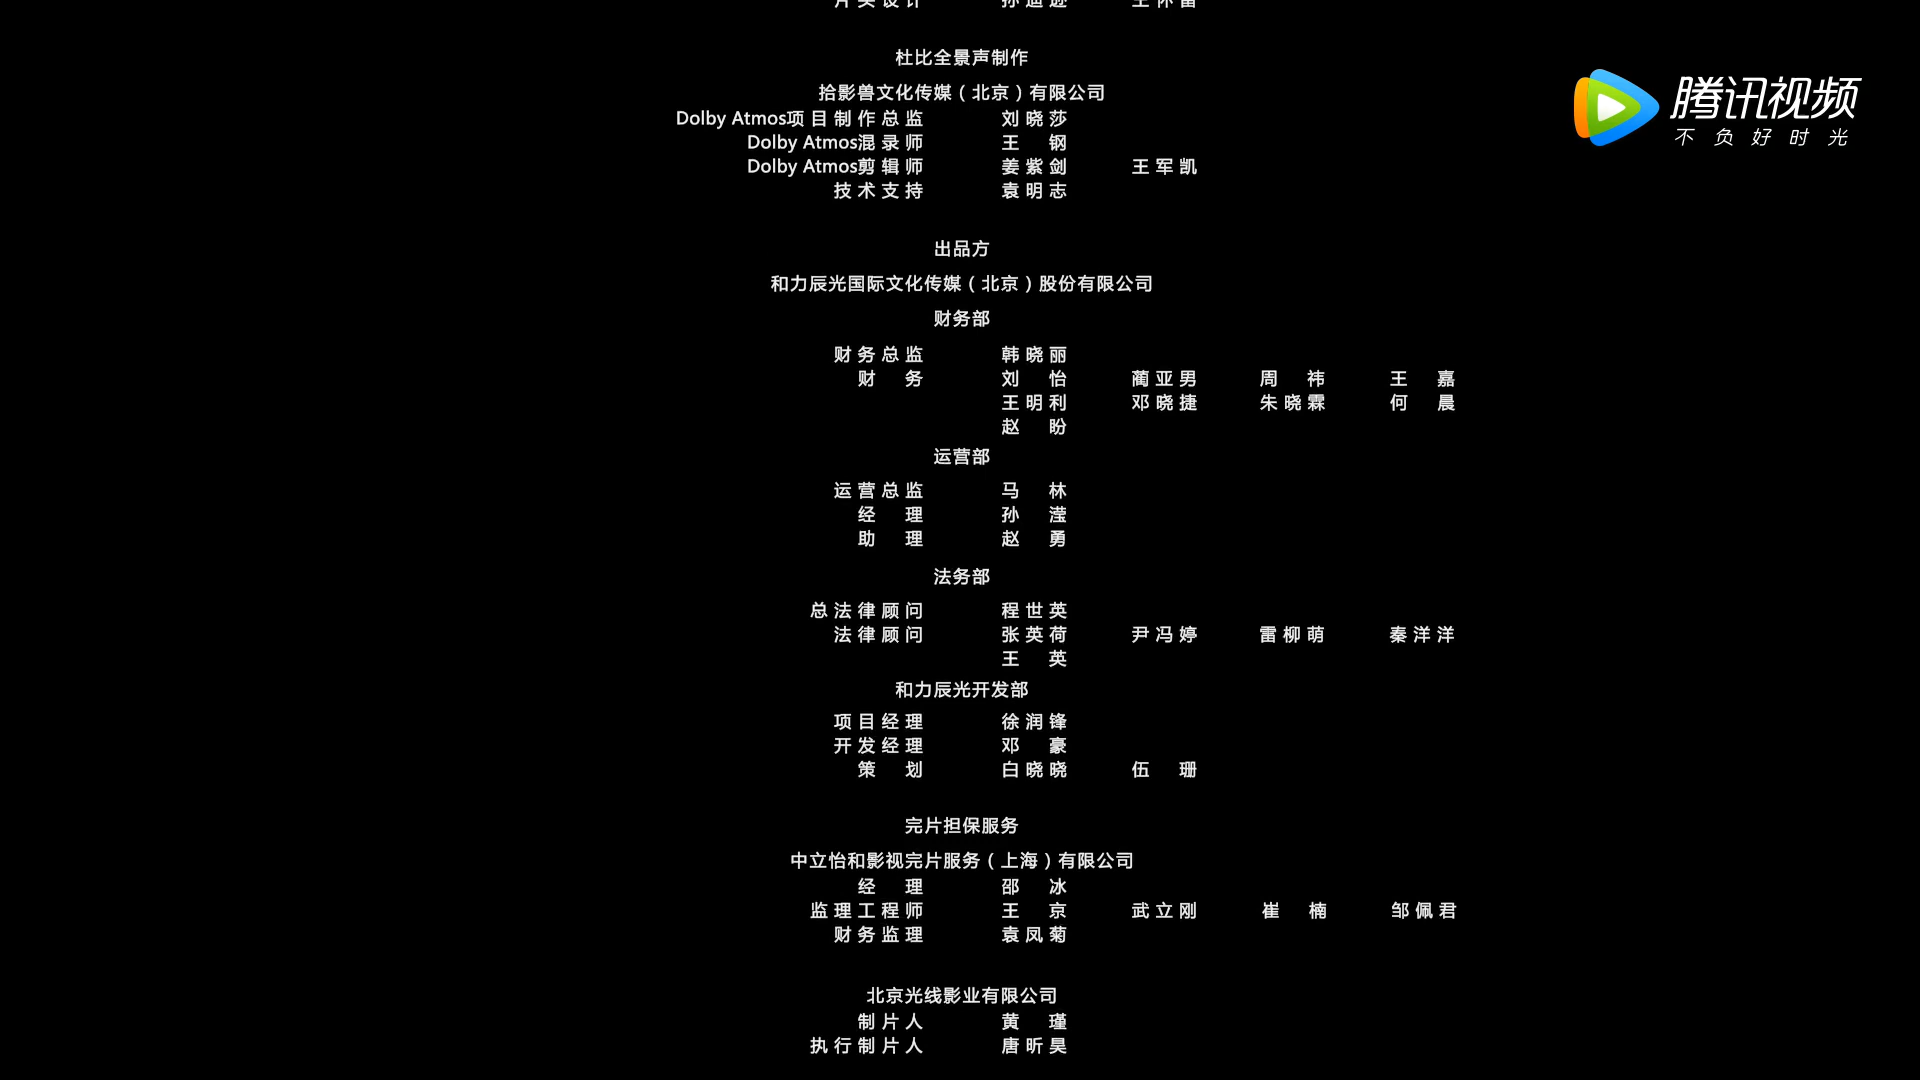 杜比全景声制作
拾影兽文化传媒（北京）有限公司
Dolby Atmos项目制作总监 刘晓莎
Dolby Atmos混录师 王钢
Dolby Atmos剪辑师 姜紫剑 王军凯
技术支持 袁明志
出品方
和力辰光国际文化传媒（北京）股份有限公司
财务部
财务总监 韩晓丽
财务 刘怡 蔺亚男 周祎 王嘉
王明利 邓晓捷 朱晓霖 何晨
赵盼
运营部
运营总监 马林
经理 孙滢
助理 赵勇
法务部
总法律顾问 程世英
法律顾问 张英荷 尹冯婷 雷柳萌 秦洋洋
王英
和力辰光开发部
项目经理 徐润锋
开发经理 邓豪
策划 白晓晓 伍珊
完片担保服务
中立怡和影视完片服务（上海）有限公司
经理 邵冰
监理工程师 王京 武立刚 崔楠 邹佩君
财务监理 袁凤菊
北京光线影业有限公司
制片人 黄瑾
执行制片人 唐昕昊
腾讯视频
不负好时光